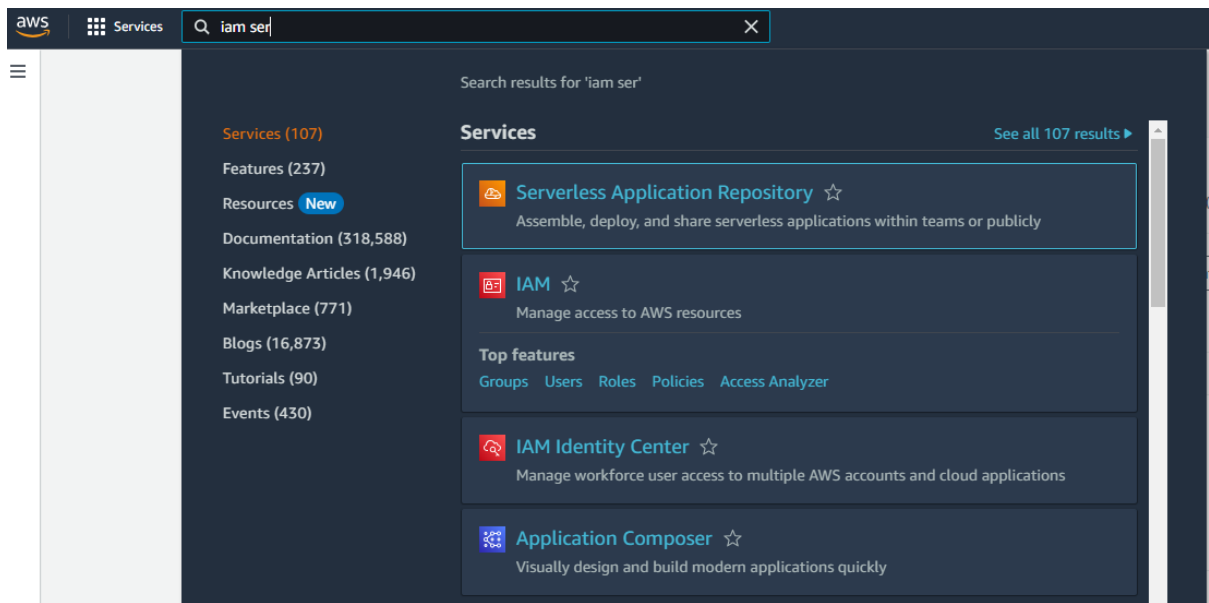 aws
Services
iam ser
Search results for 'iam ser'
Services (107)
Features (237)
Resources New
Documentation (318,588)
Knowledge Articles (1,946)
Marketplace (771)
Blogs (16,873)
Tutorials (90)
Events (430)
Services
See all 107 results
Serverless Application Repository
Assemble, deploy, and share serverless applications within teams or publicly
IAM
Manage access to AWS resources
Top features
Groups Users Roles Policies Access Analyzer
IAM Identity Center
Manage workforce user access to multiple AWS accounts and cloud applications
Application Composer
Visually design and build modern applications quickly